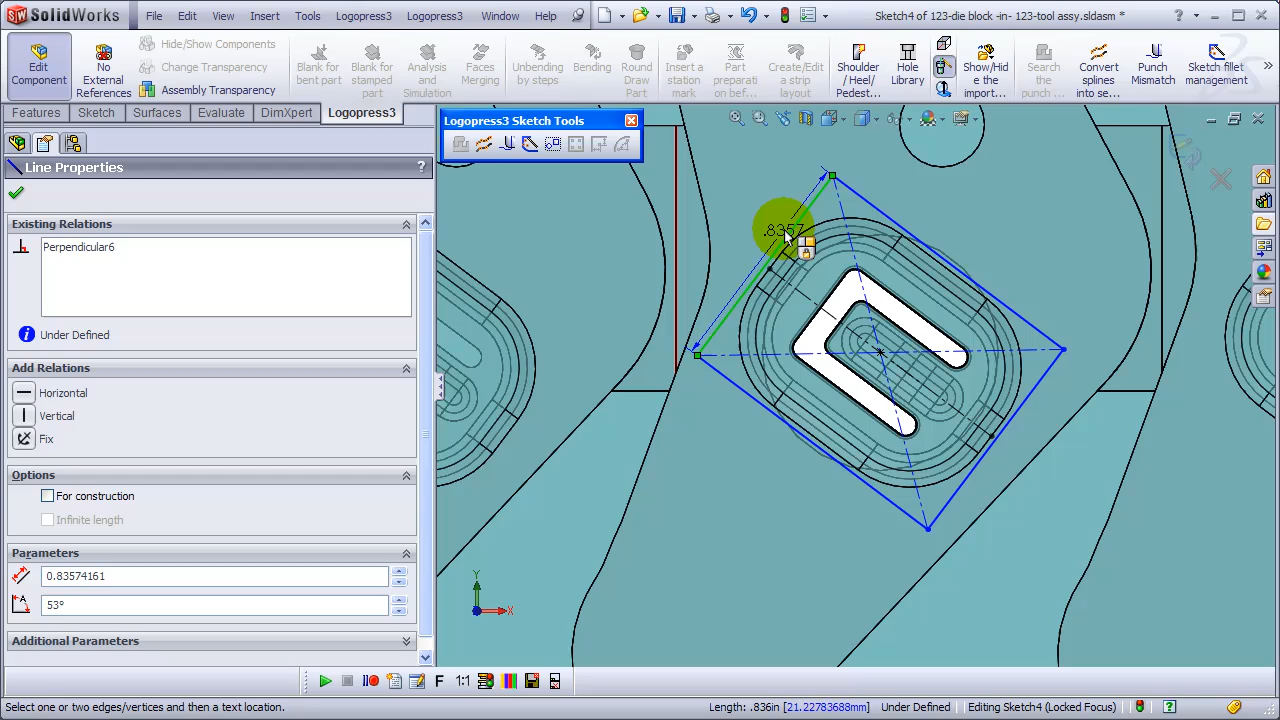 SolidWorks File Edit View Insert Tools Logopress3 Logopress3 Window Help Sketch4 of 123-die block -in- 123-tool assy.sldasm *
Edit Component
No External References
Hide/Show Components
Change Transparency
Assembly Transparency
Blank for bent part
Blank for stamped part
Analysis and Simulation
Faces Merging
Unbending by steps
Bending
Round Draw Part
Insert a station mark
Part preparati on bef...
Create/Edit a strip layout
Shoulder / Heel/ Pedest...
Hole Library
Show/Hid e the import...
Search the punch ...
Convert splines into se...
Punch Mismatch
Sketch fillet management
Features Sketch Surfaces Evaluate DimXpert Logopress3
Logopress3 Sketch Tools
Line Properties ?
Existing Relations
Perpendicular6
Under Defined
Add Relations
Horizontal
Vertical
Fix
Options
For construction
Infinite length
Parameters
0.83574161
53°
Additional Parameters
.8357
Y
X
F 1:1
Select one or two edges/vertices and then a text location. Length: .836in [21.22783688mm] Under Defined Editing Sketch4 (Locked Focus)